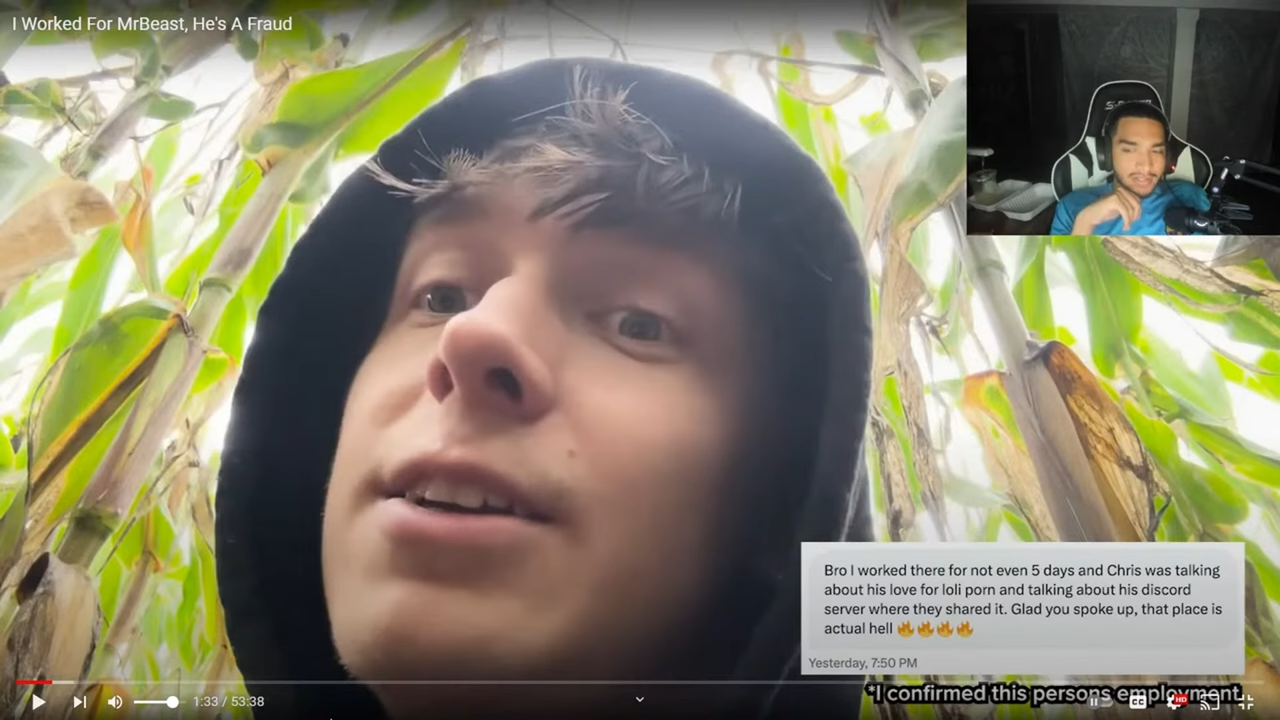 I Worked For MrBeast, He's A Fraud
Bro I worked there for not even 5 days and Chris was talking
about his love for loli porn and talking about his discord
server where they shared it. Glad you spoke up, that place is
actual hell 🔥🔥🔥🔥
Yesterday, 7:50 PM
*I confirmed this persons employment.
1:33 / 53:38
CC
HD